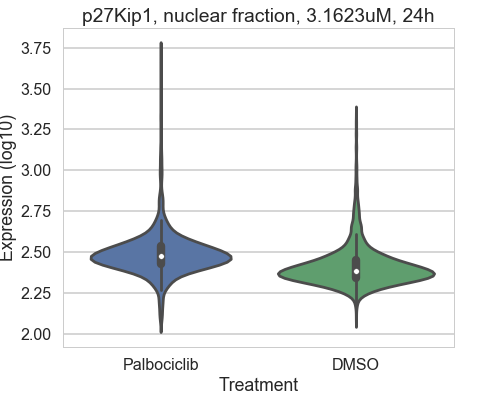 p27Kip1, nuclear fraction, 3.1623uM, 24h
Expression (log10)
3.75
3.50
3.25
3.00
2.75
2.50
2.25
2.00
Palbociclib DMSO
Treatment